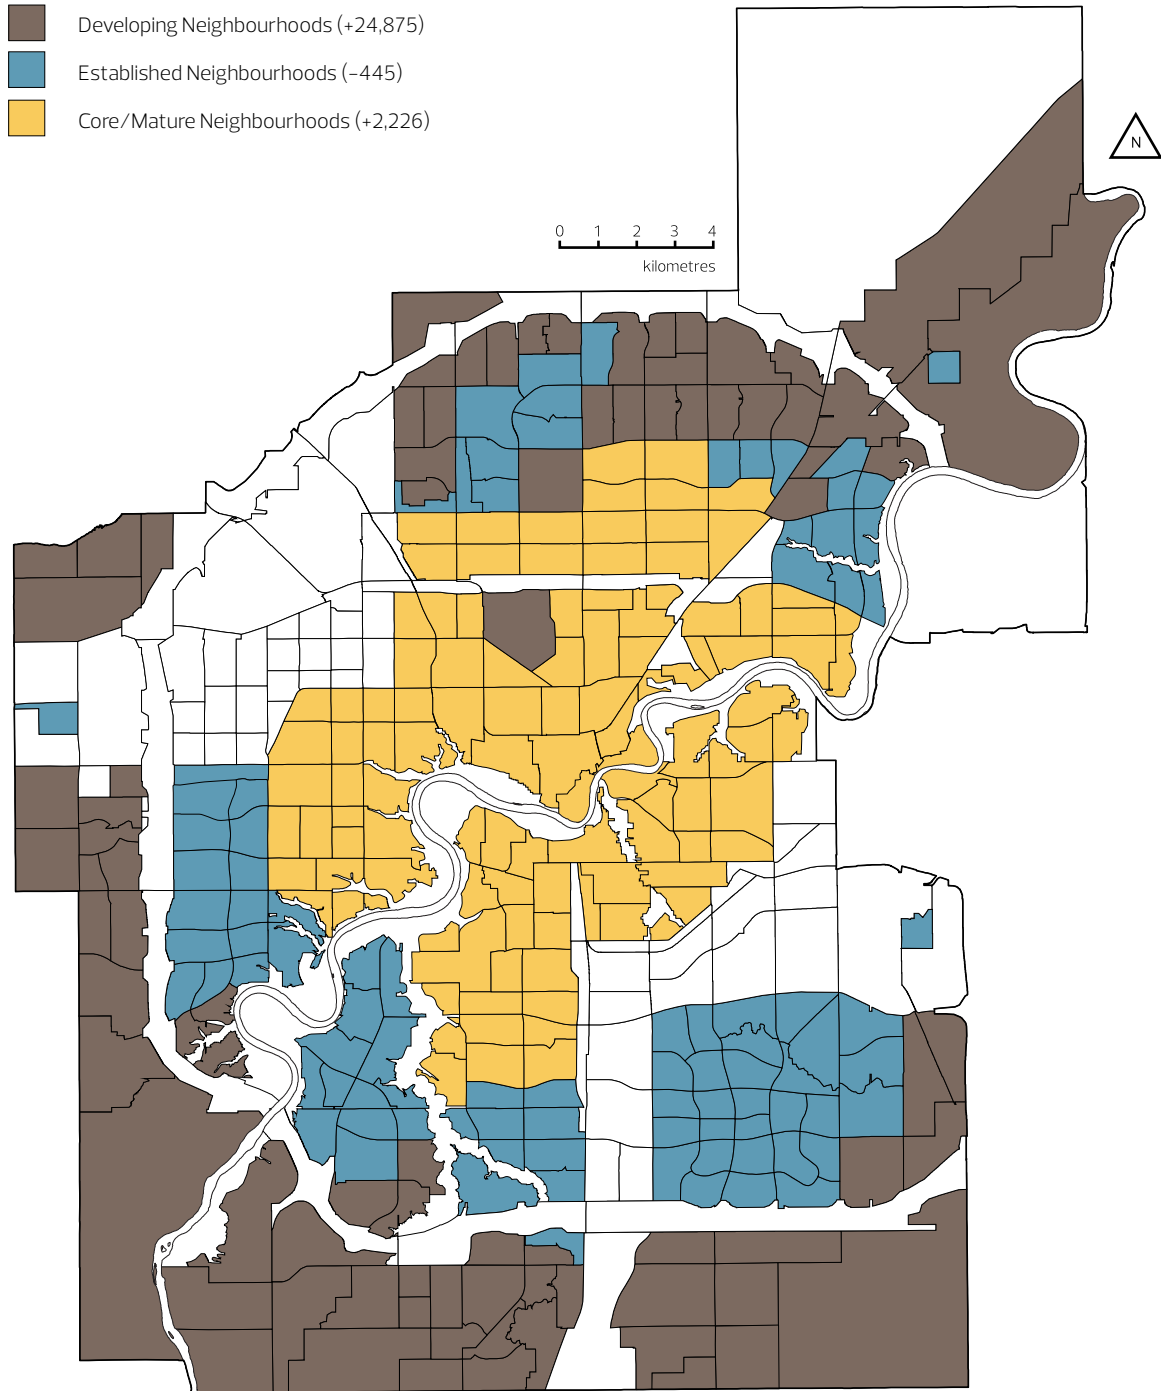 Developing Neighbourhoods (+24,875)
Established Neighbourhoods (-445)
Core/Mature Neighbourhoods (+2,226)
N
0 1 2 3 4
kilometres